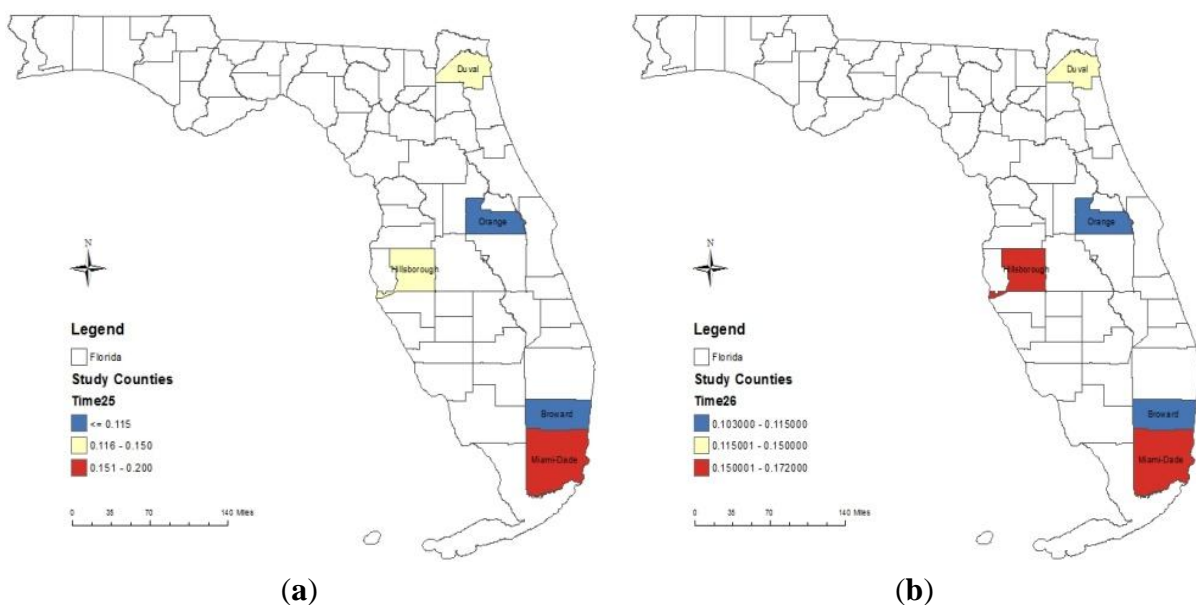 Duval
Orange
Hillsborough
N
Legend
Florida
Study Counties
Time25
<= 0.115
0.116 - 0.150
0.151 - 0.200
Broward
Miami-Dade
0 35 70 140 Miles
(a)
Duval
Orange
Hillsborough
N
Legend
Florida
Study Counties
Time26
0.103000 - 0.115000
0.115001 - 0.150000
0.150001 - 0.172000
Broward
Miami-Dade
0 35 70 140 Miles
(b)